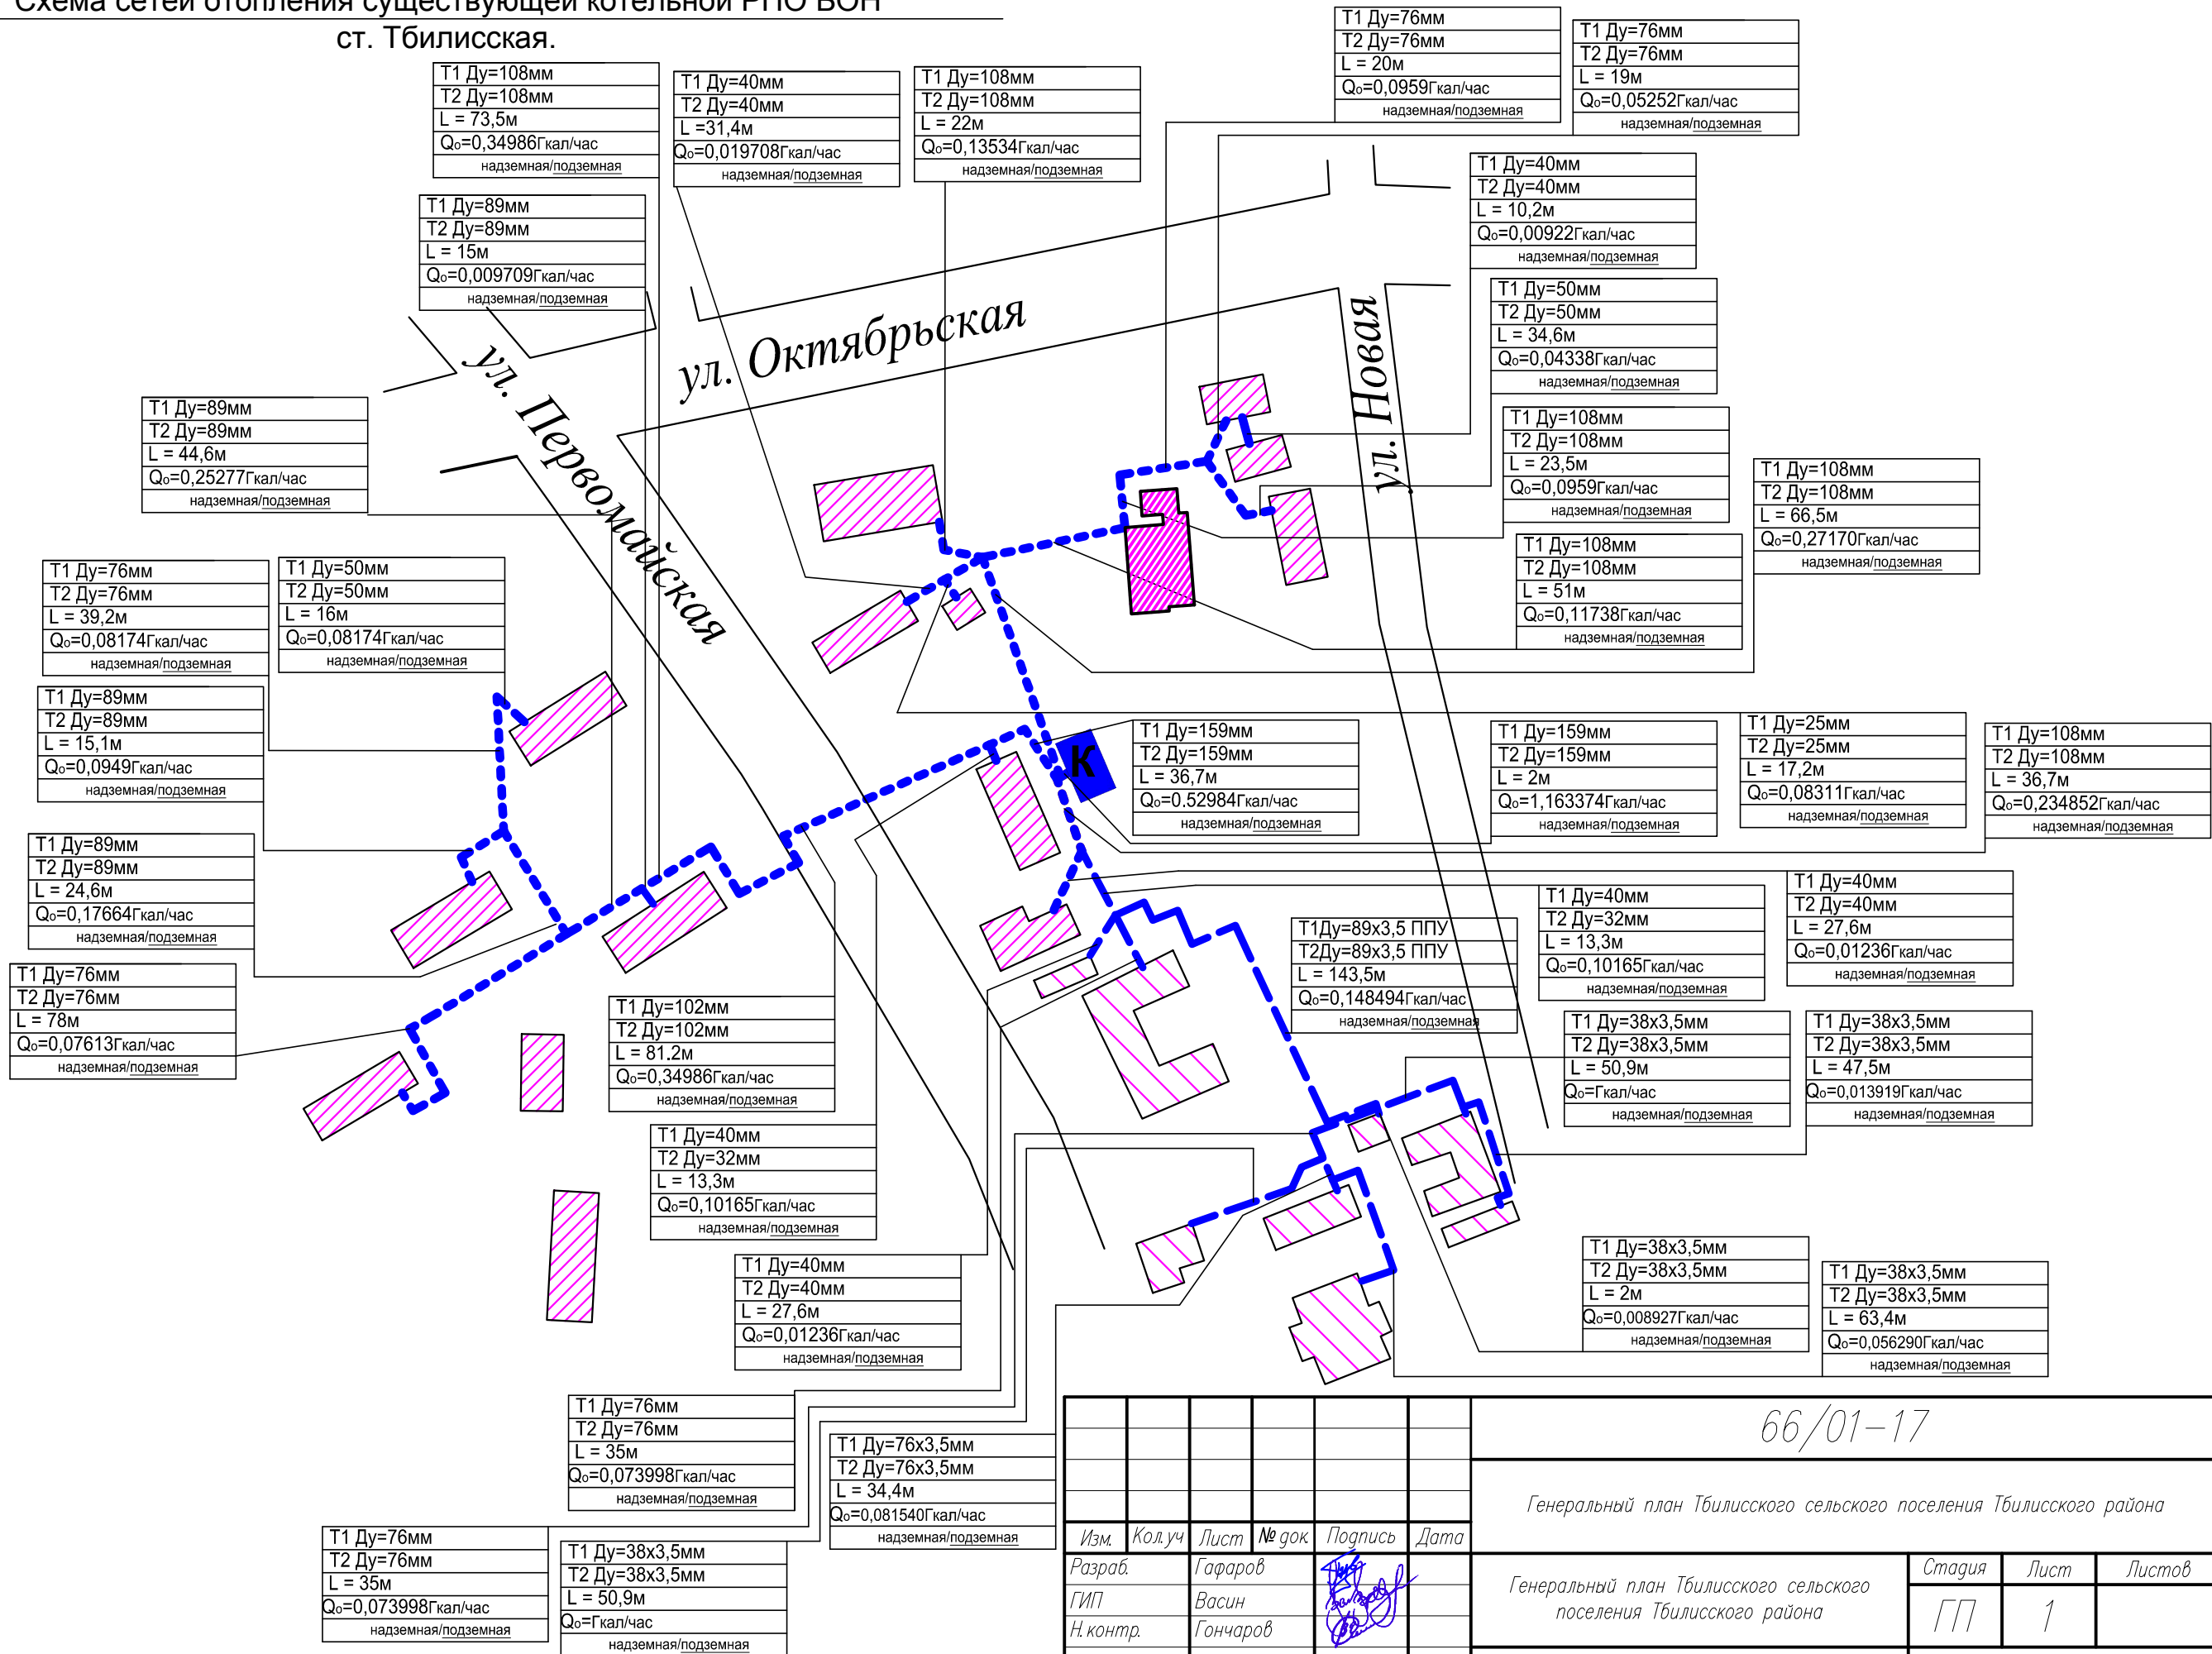 Схема сетей отопления существующей котельной РПО ВОН
ст. Тбилисская.
Т1 Ду=76мм
Т2 Ду=76мм
L = 20м
Qо=0,0959Гкал/час
надземная/подземная
Т1 Ду=76мм
Т2 Ду=76мм
L = 19м
Qо=0,05252Гкал/час
надземная/подземная
Т1 Ду=108мм
Т2 Ду=108мм
L = 73,5м
Qо=0,34986Гкал/час
надземная/подземная
Т1 Ду=40мм
Т2 Ду=40мм
L =31,4м
Qо=0,019708Гкал/час
надземная/подземная
Т1 Ду=108мм
Т2 Ду=108мм
L = 22м
Qо=0,13534Гкал/час
надземная/подземная
Т1 Ду=40мм
Т2 Ду=40мм
L = 10,2м
Qо=0,00922Гкал/час
надземная/подземная
Т1 Ду=89мм
Т2 Ду=89мм
L = 15м
Qо=0,009709Гкал/час
надземная/подземная
Т1 Ду=50мм
Т2 Ду=50мм
L = 34,6м
Qо=0,04338Гкал/час
надземная/подземная
ул. Октябрьская
ул. Новая
ул. Первомайская
Т1 Ду=89мм
Т2 Ду=89мм
L = 44,6м
Qо=0,25277Гкал/час
надземная/подземная
Т1 Ду=108мм
Т2 Ду=108мм
L = 23,5м
Qо=0,0959Гкал/час
надземная/подземная
Т1 Ду=108мм
Т2 Ду=108мм
L = 66,5м
Qо=0,27170Гкал/час
надземная/подземная
Т1 Ду=108мм
Т2 Ду=108мм
L = 51м
Qо=0,11738Гкал/час
надземная/подземная
Т1 Ду=76мм
Т2 Ду=76мм
L = 39,2м
Qо=0,08174Гкал/час
надземная/подземная
Т1 Ду=50мм
Т2 Ду=50мм
L = 16м
Qо=0,08174Гкал/час
надземная/подземная
Т1 Ду=89мм
Т2 Ду=89мм
L = 15,1м
Qо=0,0949Гкал/час
надземная/подземная
К
Т1 Ду=159мм
Т2 Ду=159мм
L = 36,7м
Qо=0.52984Гкал/час
надземная/подземная
Т1 Ду=159мм
Т2 Ду=159мм
L = 2м
Qо=1,163374Гкал/час
надземная/подземная
Т1 Ду=25мм
Т2 Ду=25мм
L = 17,2м
Qо=0,08311Гкал/час
надземная/подземная
Т1 Ду=108мм
Т2 Ду=108мм
L = 36,7м
Qо=0,234852Гкал/час
надземная/подземная
Т1 Ду=89мм
Т2 Ду=89мм
L = 24,6м
Qо=0,17664Гкал/час
надземная/подземная
Т1Ду=89х3,5 ППУ
Т2Ду=89х3,5 ППУ
L = 143,5м
Qо=0,148494Гкал/час
надземная/подземная
Т1 Ду=40мм
Т2 Ду=32мм
L = 13,3м
Qо=0,10165Гкал/час
надземная/подземная
Т1 Ду=40мм
Т2 Ду=40мм
L = 27,6м
Qо=0,01236Гкал/час
надземная/подземная
Т1 Ду=76мм
Т2 Ду=76мм
L = 78м
Qо=0,07613Гкал/час
надземная/подземная
Т1 Ду=102мм
Т2 Ду=102мм
L = 81.2м
Qо=0,34986Гкал/час
надземная/подземная
Т1 Ду=38х3,5мм
Т2 Ду=38х3,5мм
L = 50,9м
Qо=Гкал/час
надземная/подземная
Т1 Ду=38х3,5мм
Т2 Ду=38х3,5мм
L = 47,5м
Qо=0,013919Гкал/час
надземная/подземная
Т1 Ду=40мм
Т2 Ду=32мм
L = 13,3м
Qо=0,10165Гкал/час
надземная/подземная
Т1 Ду=40мм
Т2 Ду=40мм
L = 27,6м
Qо=0,01236Гкал/час
надземная/подземная
Т1 Ду=38х3,5мм
Т2 Ду=38х3,5мм
L = 2м
Qо=0,008927Гкал/час
надземная/подземная
Т1 Ду=38х3,5мм
Т2 Ду=38х3,5мм
L = 63,4м
Qо=0,056290Гкал/час
надземная/подземная
Т1 Ду=76мм
Т2 Ду=76мм
L = 35м
Qо=0,073998Гкал/час
надземная/подземная
Т1 Ду=76х3,5мм
Т2 Ду=76х3,5мм
L = 34,4м
Qо=0,081540Гкал/час
надземная/подземная
Т1 Ду=76мм
Т2 Ду=76мм
L = 35м
Qо=0,073998Гкал/час
надземная/подземная
Т1 Ду=38х3,5мм
Т2 Ду=38х3,5мм
L = 50,9м
Qо=Гкал/час
надземная/подземная
66/01-17
Генеральный план Тбилисского сельского поселения Тбилисского района
Изм. Кол.уч Лист № док Подпись Дата
Разраб. Гафаров
ГИП Васин
Н. контр. Гончаров
Генеральный план Тбилисского сельского
поселения Тбилисского района
Стадия Лист Листов
ГП 1